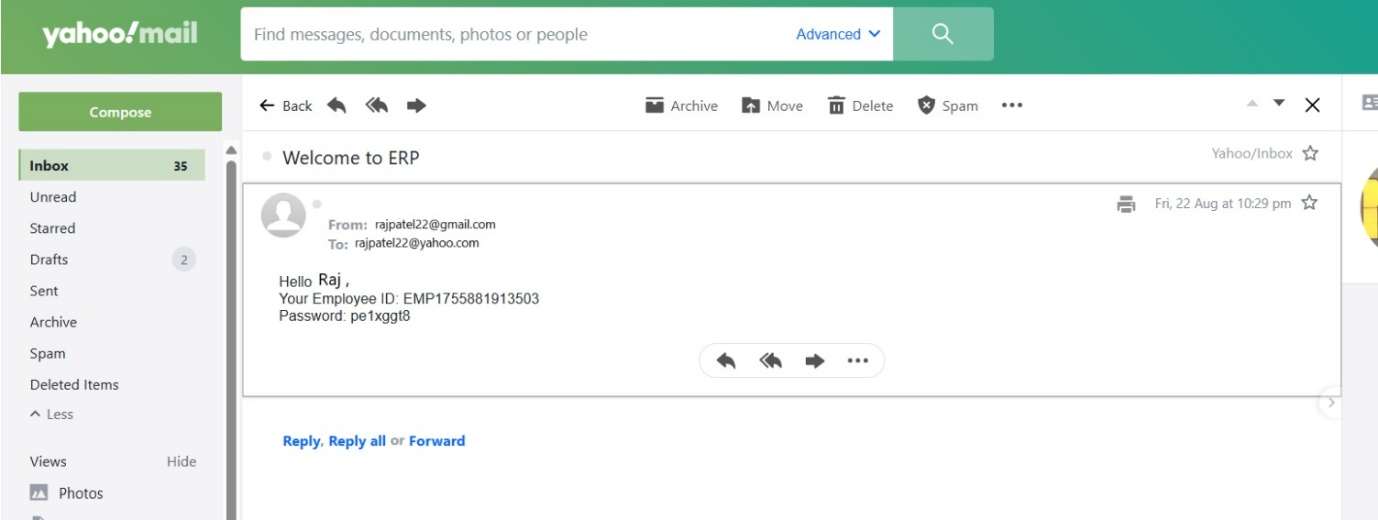 yahoo!mail
Find messages, documents, photos or people
Advanced
Compose
Back
Archive
Move
Delete
Spam
Inbox 35
Unread
Starred
Drafts 2
Sent
Archive
Spam
Deleted Items
Less
Views Hide
Photos
Welcome to ERP
Yahoo/Inbox
From: rajpatel22@gmail.com
Fri, 22 Aug at 10:29 pm
To: rajpatel22@yahoo.com
Hello Raj ,
Your Employee ID: EMP1755881913503
Password: pe1xggt8
Reply, Reply all or Forward